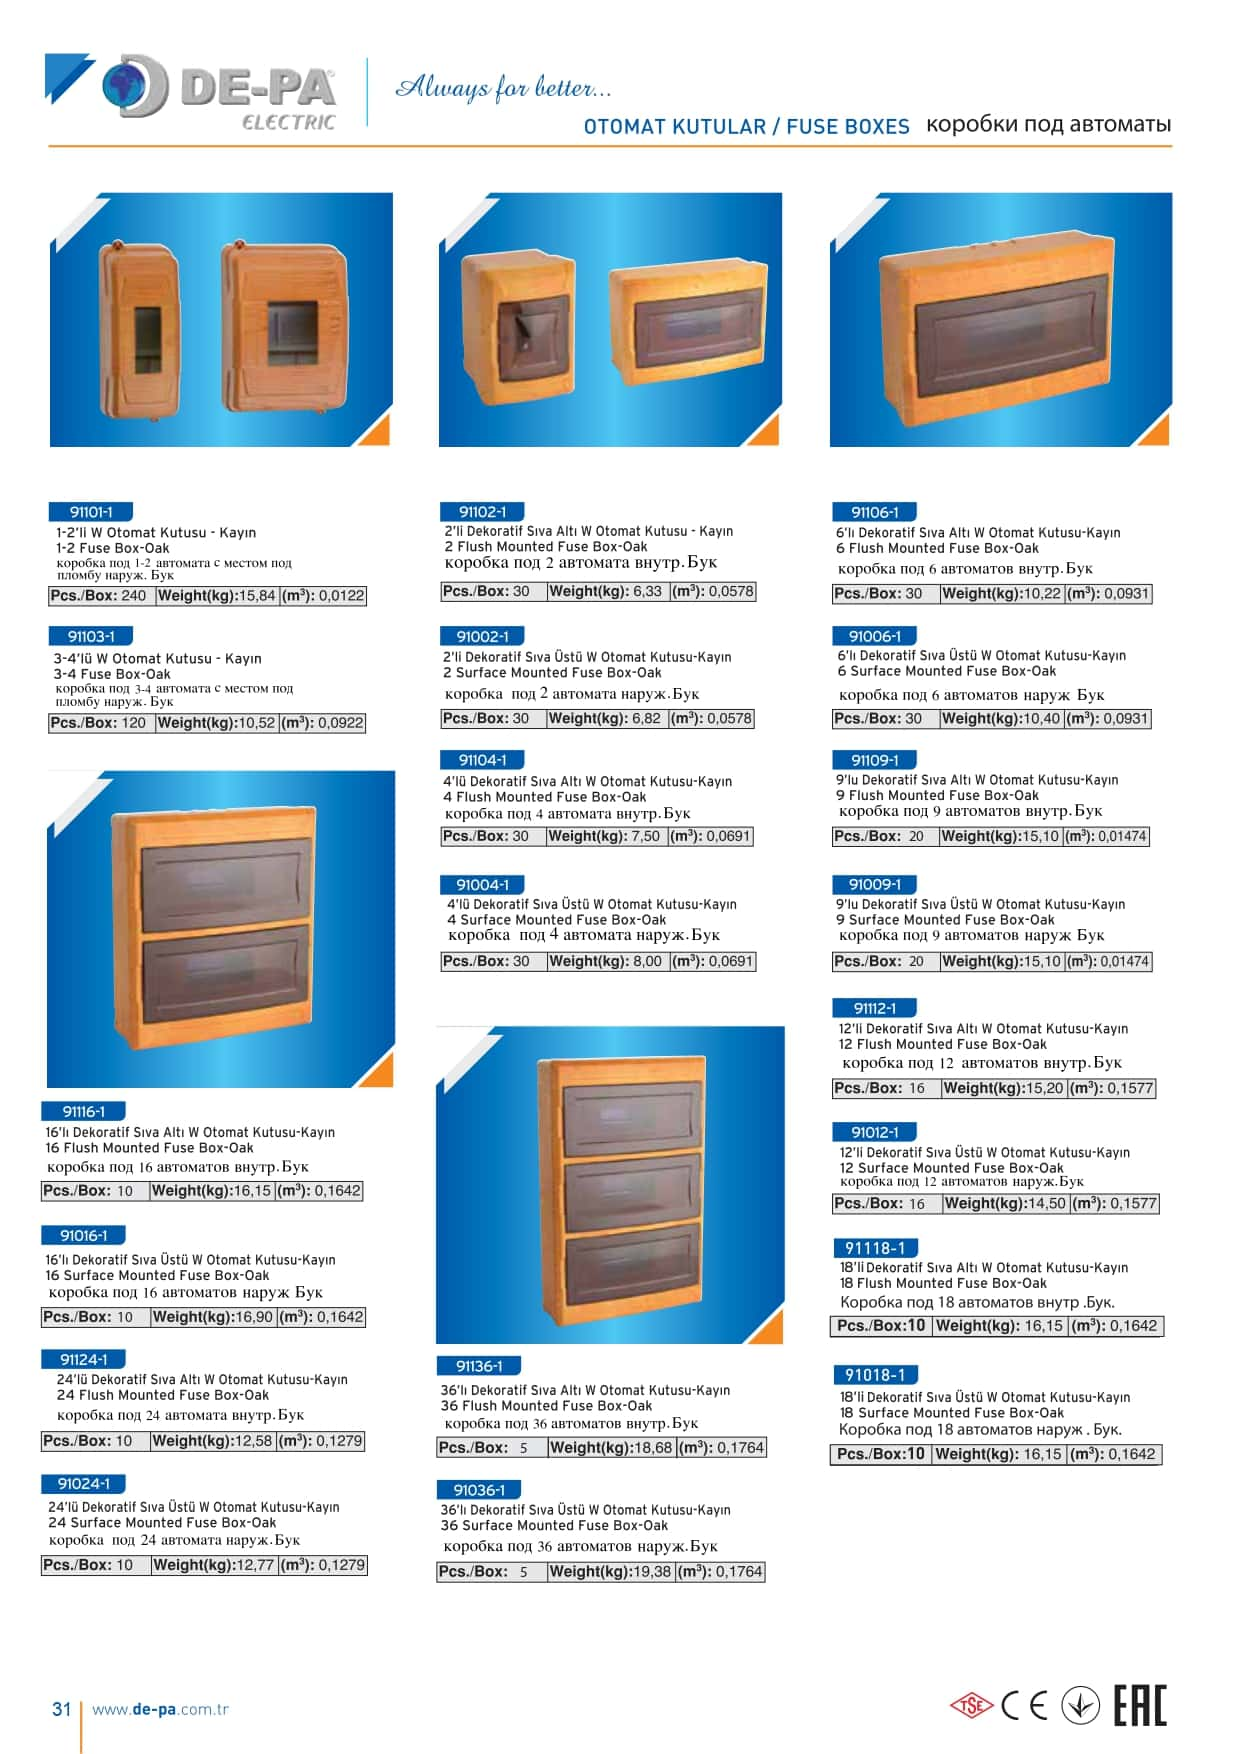 DE-PA
ELECTRIC
Always for better...
OTOMAT KUTULAR / FUSE BOXES коробки под автоматы
91101-1
1-2'li W Otomat Kutusu - Kayın
1-2 Fuse Box-Oak
коробка под 1-2 автомата с местом под
пломбу наруж. Бук
Pcs./Box: 240 Weight(kg):15,84 (m³): 0,0122
91103-1
3-4'lü W Otomat Kutusu - Kayın
3-4 Fuse Box-Oak
коробка под 3-4 автомата с местом под
пломбу наруж. Бук
Pcs./Box: 120 Weight(kg):10,52 (m³): 0,0922
91116-1
16'lı Dekoratif Sıva Altı W Otomat Kutusu-Kayın
16 Flush Mounted Fuse Box-Oak
коробка под 16 автоматов внутр.Бук
Pcs./Box: 10 Weight(kg):16,15 (m³): 0,1642
91016-1
16'lı Dekoratif Sıva Üstü W Otomat Kutusu-Kayın
16 Surface Mounted Fuse Box-Oak
коробка под 16 автоматов наруж Бук
Pcs./Box: 10 Weight(kg):16,90 (m³): 0,1642
91124-1
24'lü Dekoratif Sıva Altı W Otomat Kutusu-Kayın
24 Flush Mounted Fuse Box-Oak
коробка под 24 автомата внутр.Бук
Pcs./Box: 10 Weight(kg):12,58 (m³): 0,1279
91024-1
24'lü Dekoratif Sıva Üstü W Otomat Kutusu-Kayın
24 Surface Mounted Fuse Box-Oak
коробка под 24 автомата наруж.Бук
Pcs./Box: 10 Weight(kg):12,77 (m³): 0,1279
91102-1
2'li Dekoratif Sıva Altı W Otomat Kutusu - Kayın
2 Flush Mounted Fuse Box-Oak
коробка под 2 автомата внутр.Бук
Pcs./Box: 30 Weight(kg): 6,33 (m³): 0,0578
91002-1
2'li Dekoratif Sıva Üstü W Otomat Kutusu-Kayın
2 Surface Mounted Fuse Box-Oak
коробка под 2 автомата наруж.Бук
Pcs./Box: 30 Weight(kg): 6,82 (m³): 0,0578
91104-1
4'lü Dekoratif Sıva Altı W Otomat Kutusu-Kayın
4 Flush Mounted Fuse Box-Oak
коробка под 4 автомата внутр.Бук
Pcs./Box: 30 Weight(kg): 7,50 (m³): 0,0691
91004-1
4'lü Dekoratif Sıva Üstü W Otomat Kutusu-Kayın
4 Surface Mounted Fuse Box-Oak
коробка под 4 автомата наруж.Бук
Pcs./Box: 30 Weight(kg): 8,00 (m³): 0,0691
91136-1
36'lı Dekoratif Sıva Altı W Otomat Kutusu-Kayın
36 Flush Mounted Fuse Box-Oak
коробка под 36 автоматов внутр.Бук
Pcs./Box: 5 Weight(kg):18,68 (m³): 0,1764
91036-1
36'lı Dekoratif Sıva Üstü W Otomat Kutusu-Kayın
36 Surface Mounted Fuse Box-Oak
коробка под 36 автоматов наруж.Бук
Pcs./Box: 5 Weight(kg):19,38 (m³): 0,1764
91106-1
6'lı Dekoratif Sıva Altı W Otomat Kutusu-Kayın
6 Flush Mounted Fuse Box-Oak
коробка под 6 автоматов внутр.Бук
Pcs./Box: 30 Weight(kg):10,22 (m³): 0,0931
91006-1
6'lı Dekoratif Sıva Üstü W Otomat Kutusu-Kayın
6 Surface Mounted Fuse Box-Oak
коробка под 6 автоматов наруж Бук
Pcs./Box: 30 Weight(kg):10,40 (m³): 0,0931
91109-1
9'lu Dekoratif Sıva Altı W Otomat Kutusu-Kayın
9 Flush Mounted Fuse Box-Oak
коробка под 9 автоматов внутр.Бук
Pcs./Box: 20 Weight(kg):15,10 (m³): 0,01474
91009-1
9'lu Dekoratif Sıva Üstü W Otomat Kutusu-Kayın
9 Surface Mounted Fuse Box-Oak
коробка под 9 автоматов наруж Бук
Pcs./Box: 20 Weight(kg):15,10 (m³): 0,01474
91112-1
12'li Dekoratif Sıva Altı W Otomat Kutusu-Kayın
12 Flush Mounted Fuse Box-Oak
коробка под 12 автоматов внутр.Бук
Pcs./Box: 16 Weight(kg):15,20 (m³): 0,1577
91012-1
12'li Dekoratif Sıva Üstü W Otomat Kutusu-Kayın
12 Surface Mounted Fuse Box-Oak
коробка под 12 автоматов наруж.Бук
Pcs./Box: 16 Weight(kg):14,50 (m³): 0,1577
91118-1
18'li Dekoratif Sıva Altı W Otomat Kutusu-Kayın
18 Flush Mounted Fuse Box-Oak
Коробка под 18 автоматов внутр .Бук.
Pcs./Box:10 Weight(kg): 16,15 (m³): 0,1642
91018-1
18'li Dekoratif Sıva Üstü W Otomat Kutusu-Kayın
18 Surface Mounted Fuse Box-Oak
Коробка под 18 автоматов наруж . Бук.
Pcs./Box:10 Weight(kg): 16,15 (m³): 0,1642
31 www.de-pa.com.tr
TSE CE EAC